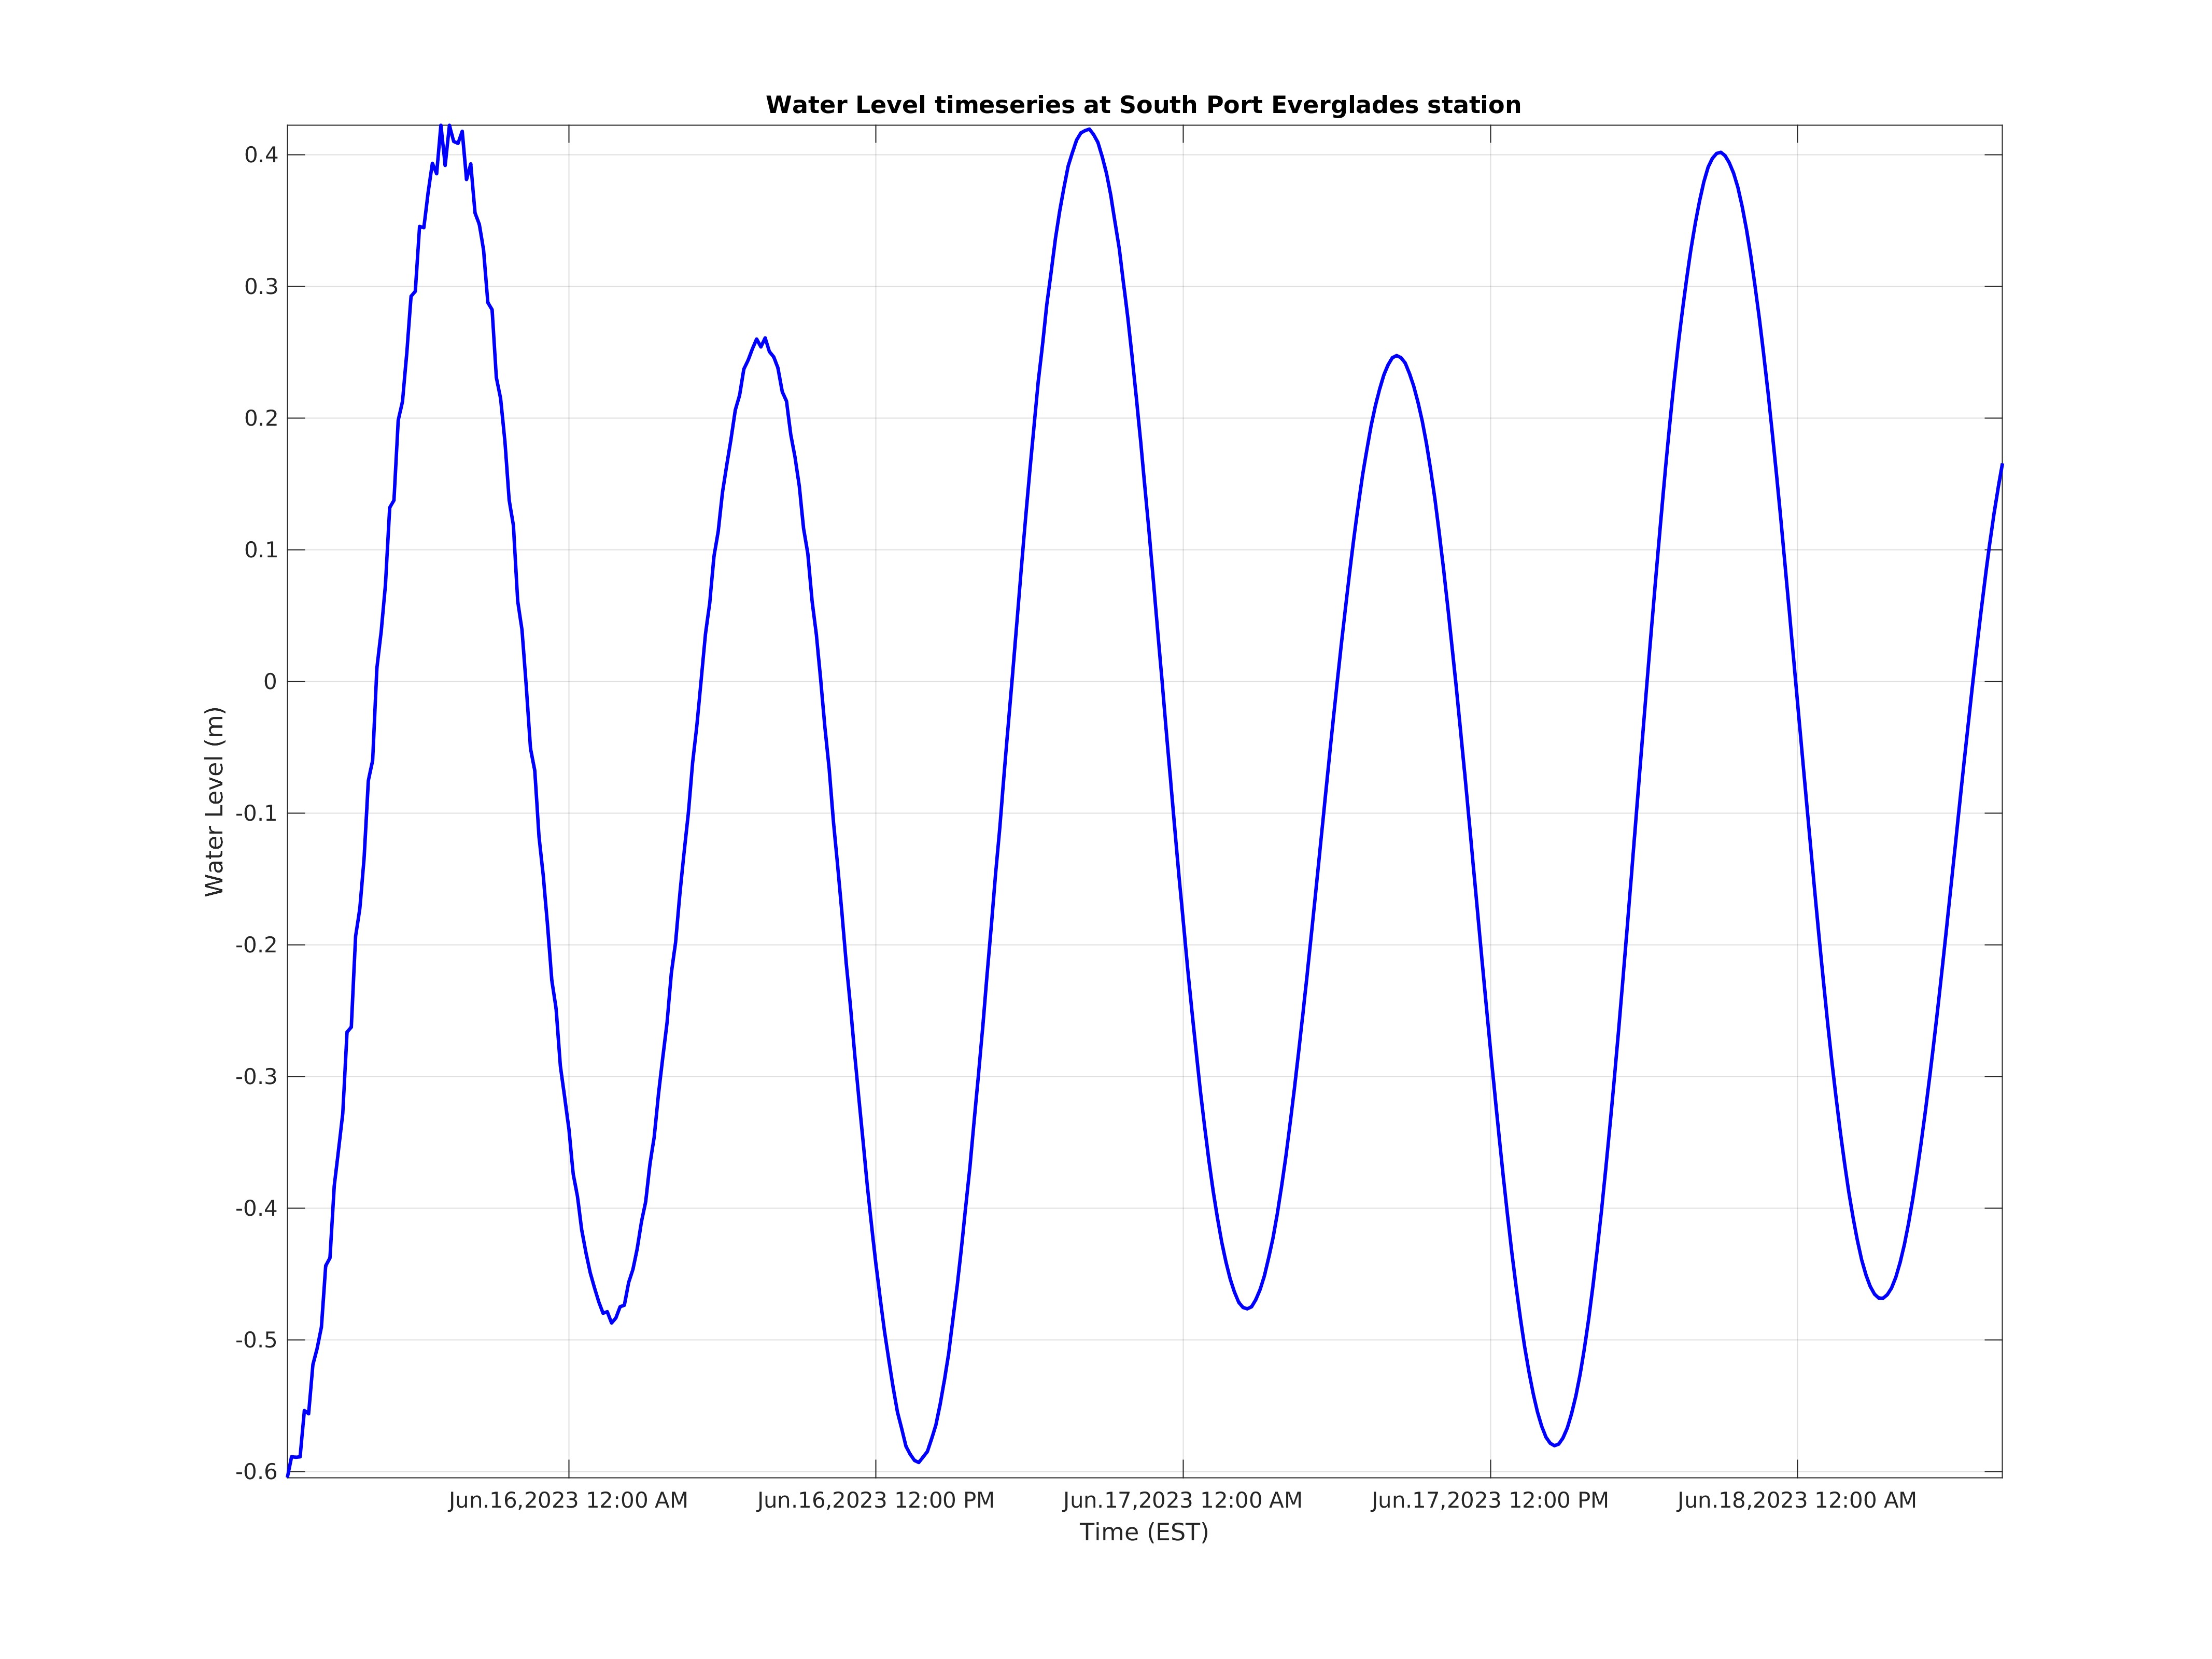 Water Level timeseries at South Port Everglades station
0.4
0.3
0.2
0.1
0
-0.1
-0.2
-0.3
-0.4
-0.5
-0.6
Water Level (m)
Jun.16,2023 12:00 AM
Jun.16,2023 12:00 PM
Jun.17,2023 12:00 AM
Jun.17,2023 12:00 PM
Jun.18,2023 12:00 AM
Time (EST)